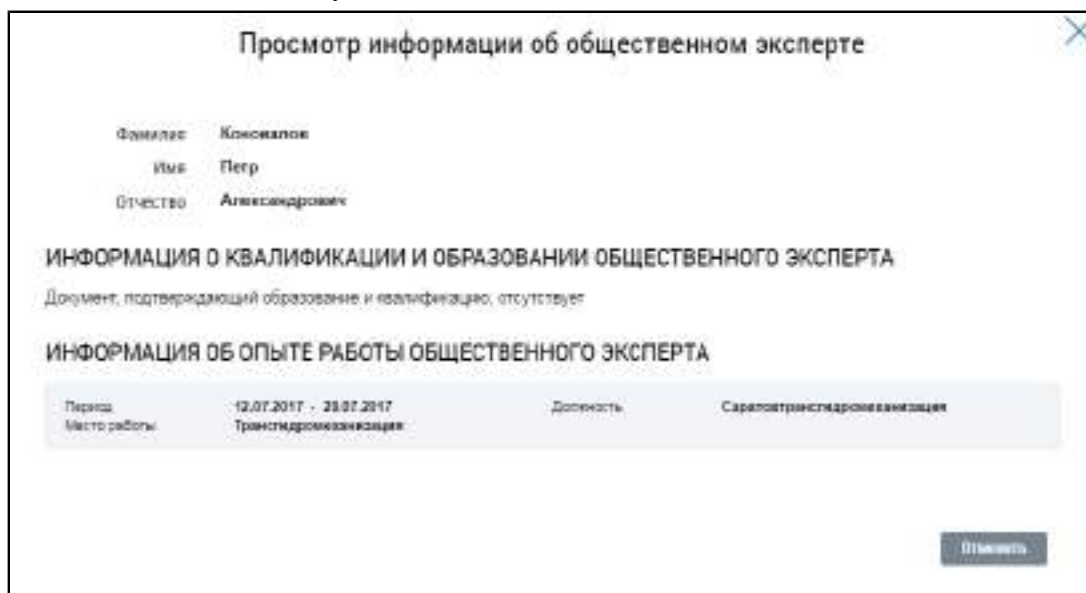 Просмотр информации об общественном эксперте
Фамилия Коновалов
Имя Петр
Отчество Александрович
ИНФОРМАЦИЯ О КВАЛИФИКАЦИИ И ОБРАЗОВАНИИ ОБЩЕСТВЕННОГО ЭКСПЕРТА
Документ, подтверждающий образование и квалификацию, отсутствует
ИНФОРМАЦИЯ ОБ ОПЫТЕ РАБОТЫ ОБЩЕСТВЕННОГО ЭКСПЕРТА
Период 12.07.2017 - 20.07.2017 Должность Саратовтрансгидромеханизация
Место работы Трансгидромеханизация
Отменить